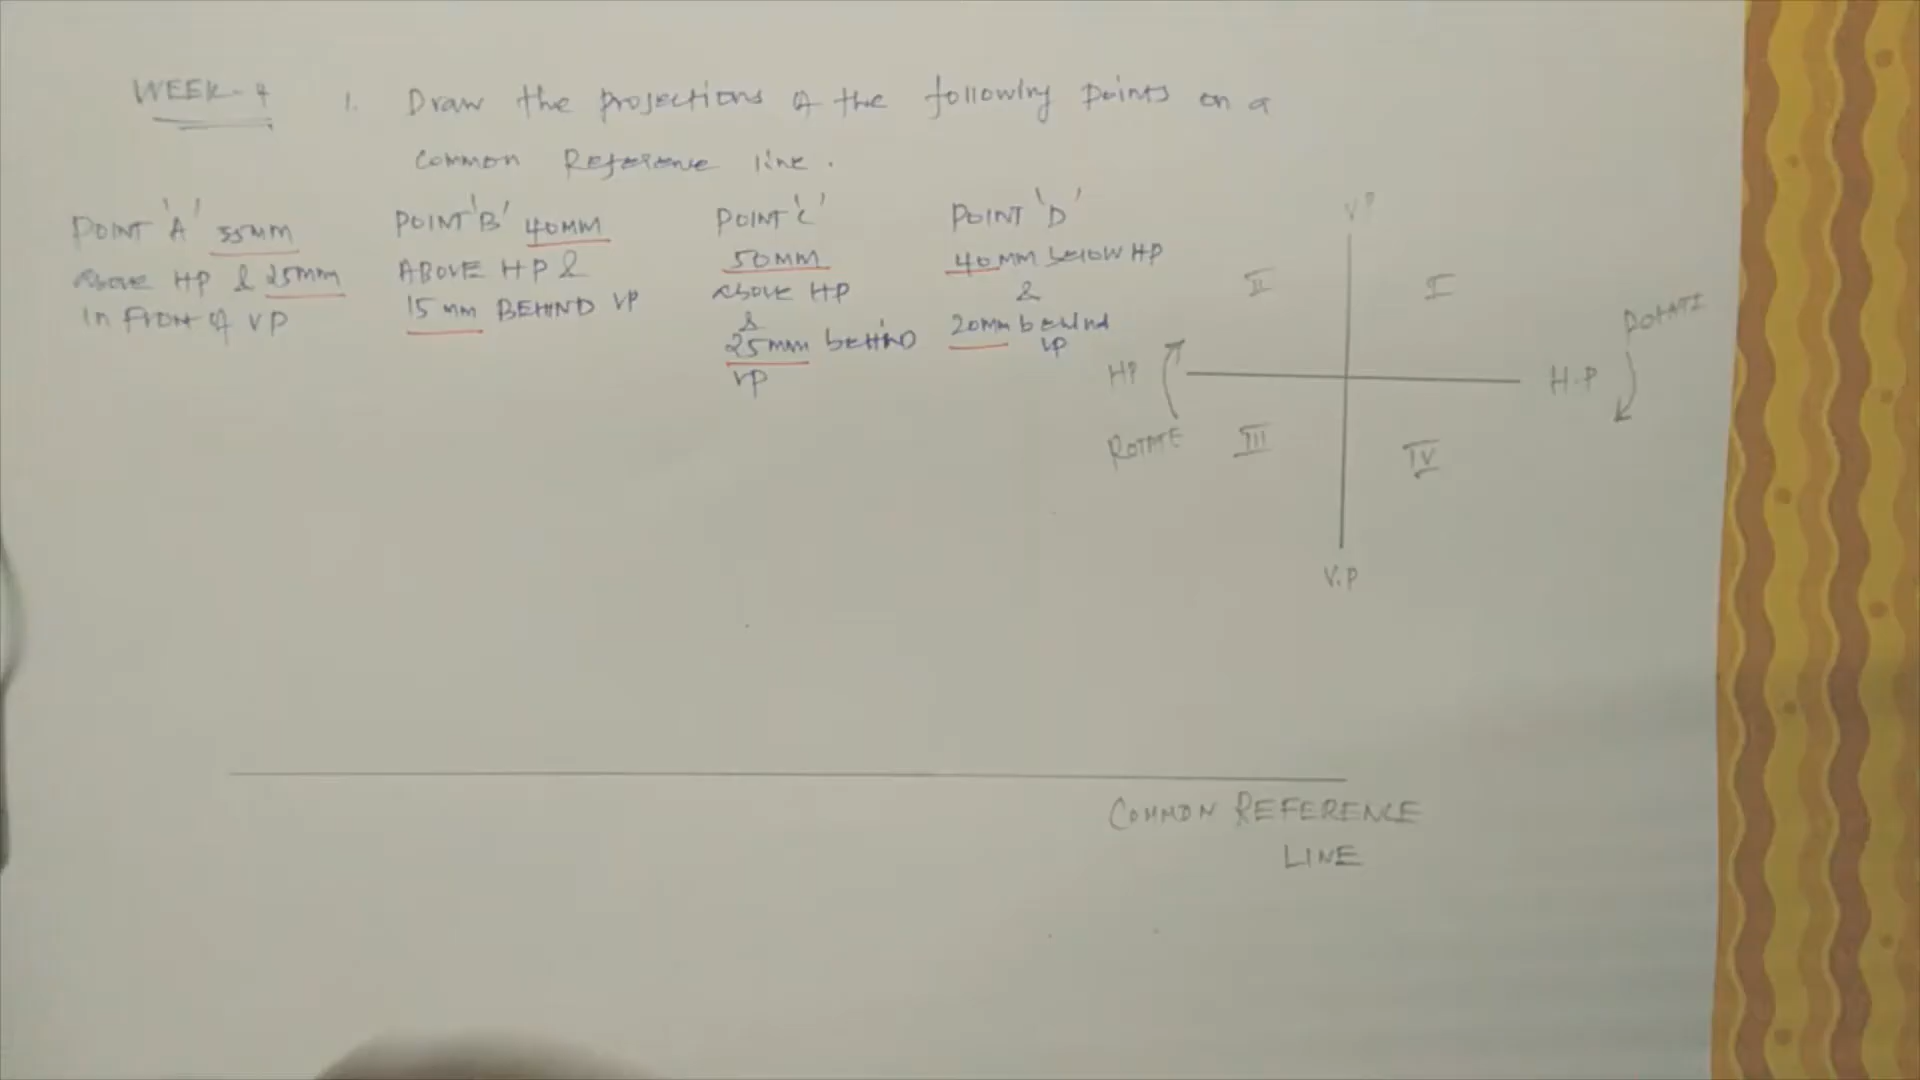 WEEK-4 1. Draw the projections of the following points on a
common Reference line.
POINT 'A' 35MM
above HP & 25mm
in FRONT of VP
POINT 'B' 40MM
ABOVE HP &
15 mm BEHIND VP
POINT 'C'
50MM
above HP
&
25mm behind
VP
POINT 'D'
40MM below HP
&
20mm behind
VP
VP
II I
ROTATE
HP H.P
ROTATE III IV
V.P
COMMON REFERENCE
LINE